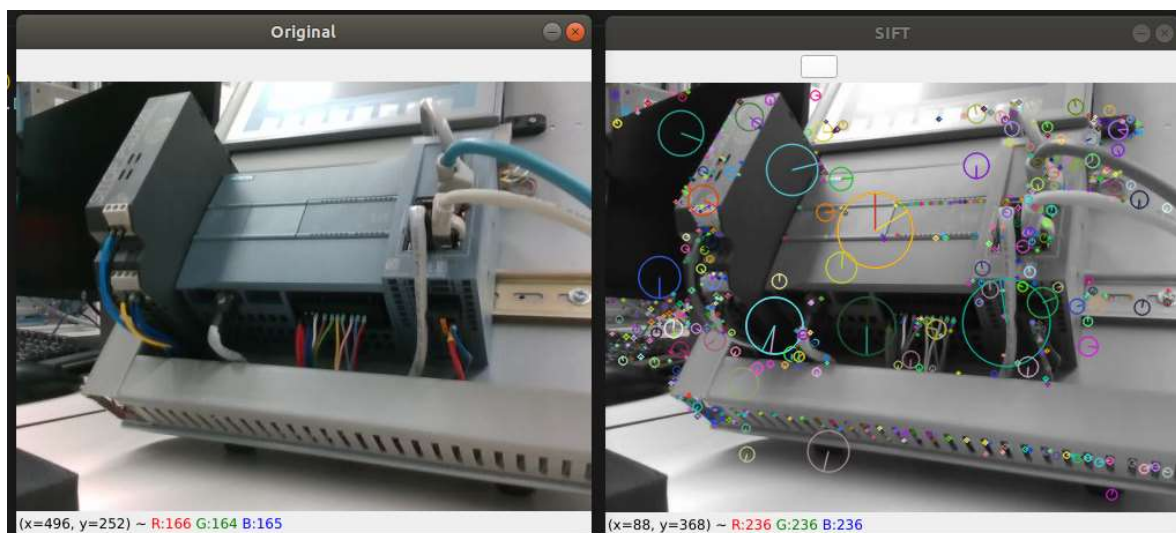 Original
SIFT
(x=496, y=252) ~ R:166 G:164 B:165
(x=88, y=368) ~ R:236 G:236 B:236